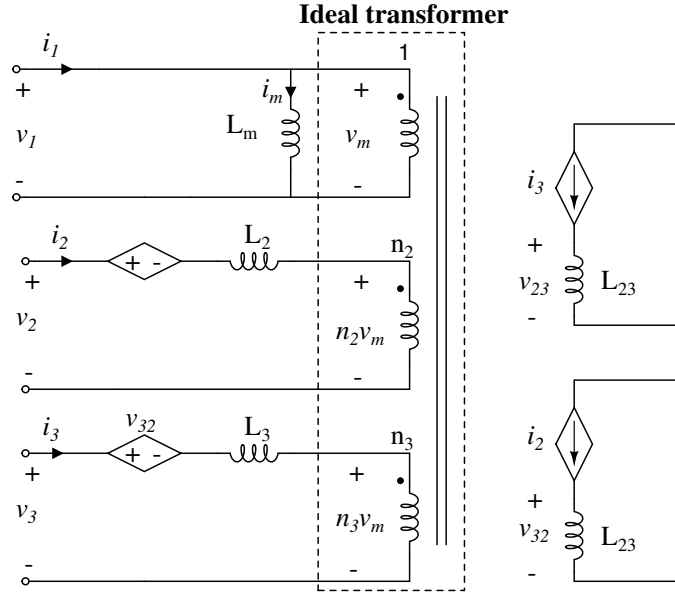 Ideal transformer
i1
1
+
im
+
v1
Lm
vm
-
-
i2
L2
n2
+ -
+
+
v2
n2vm
-
-
v32
i3
L3
n3
+ -
+
+
v3
n3vm
-
-
i3
+
v23
L23
-
i2
+
v32
L23
-